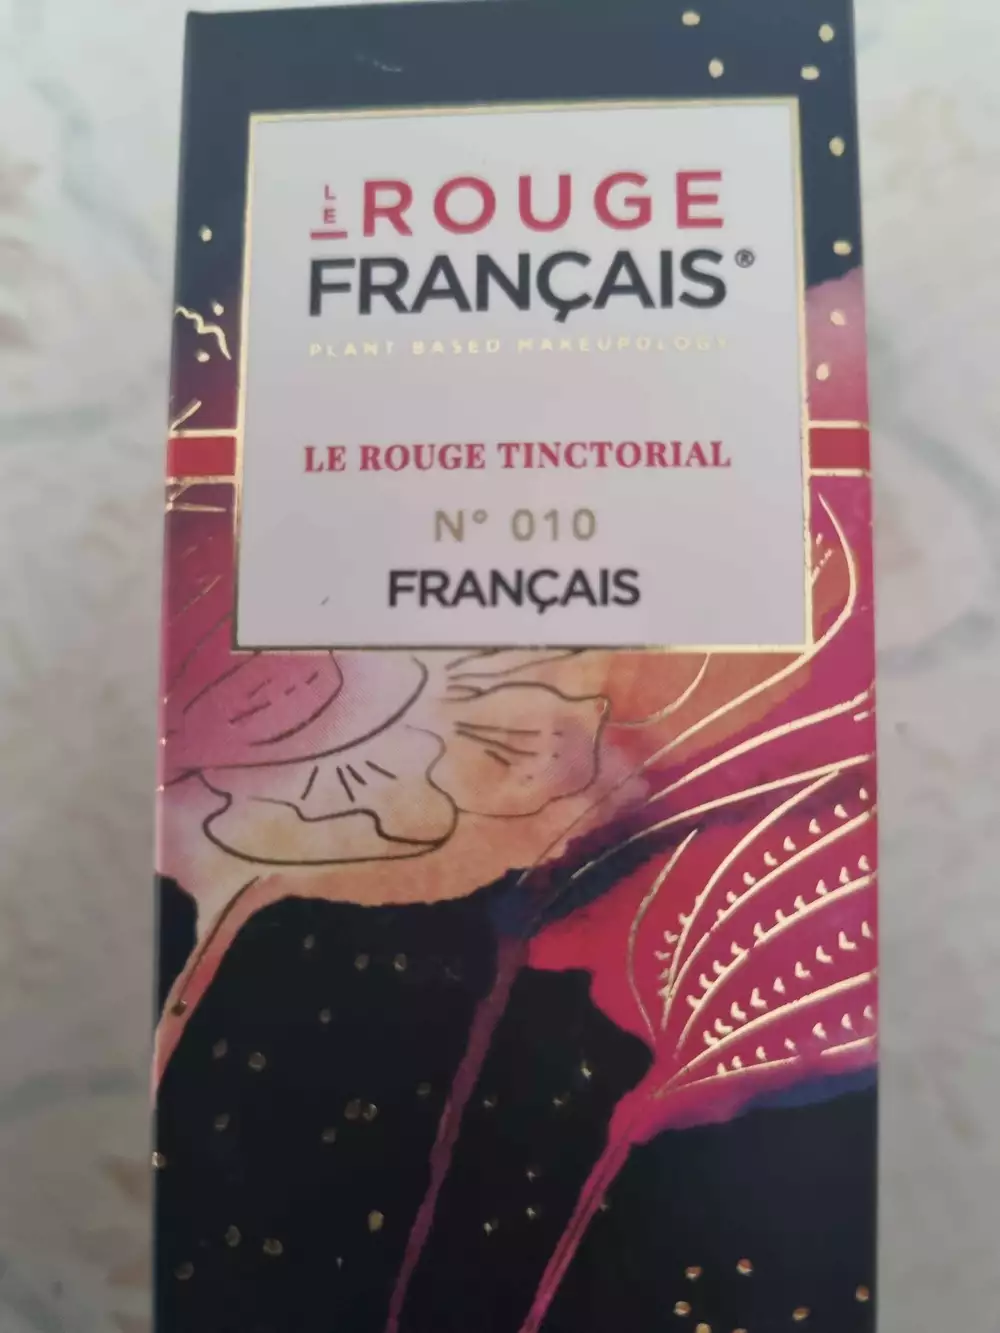 LE ROUGE
FRANÇAIS®
PLANT BASED MAKEUPOLOGY
LE ROUGE TINCTORIAL
N° 010
FRANÇAIS